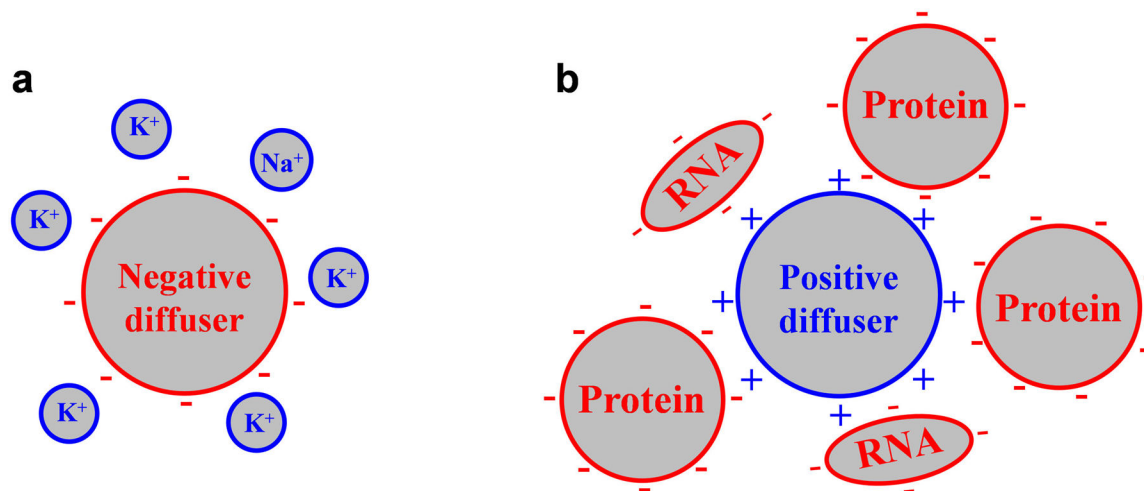 a
K⁺
Na⁺
K⁺
Negative
diffuser
K⁺
K⁺
K⁺
b
Protein
RNA
Positive
diffuser
Protein
Protein
RNA